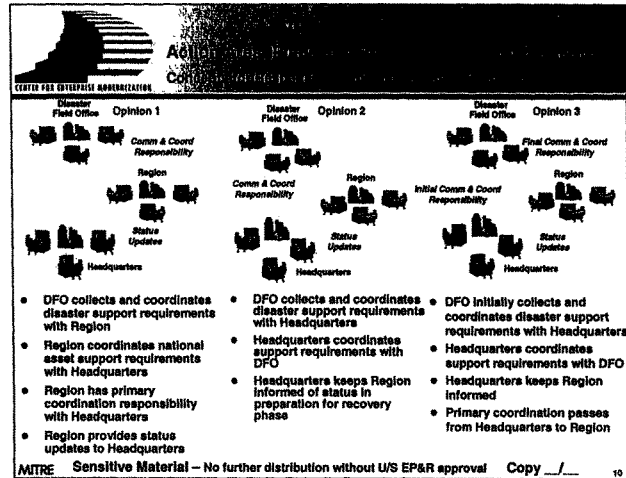 CENTER FOR ENTERPRISE MODERNIZATION
Disaster
Field Office
Opinion 1
Comm & Coord
Responsibility
Region
Status
Updates
Headquarters
• DFO collects and coordinates
disaster support requirements
with Region
• Region coordinates national
asset support requirements
with Headquarters
• Region has primary
coordination responsibility
with Headquarters
• Region provides status
updates to Headquarters
Disaster
Field Office
Opinion 2
Comm & Coord
Responsibility
Region
Status
Updates
Headquarters
• DFO collects and coordinates
disaster support requirements
with Headquarters
• Headquarters coordinates
support requirements with
DFO
• Headquarters keeps Region
informed of status in
preparation for recovery
phase
Disaster
Field Office
Opinion 3
Final Comm & Coord
Responsibility
Region
Initial Comm & Coord
Responsibility
Status
Updates
Headquarters
• DFO initially collects and
coordinates disaster support
requirements with Headquarters
• Headquarters coordinates
support requirements with DFO
• Headquarters keeps Region
informed
• Primary coordination passes
from Headquarters to Region
MITRE Sensitive Material – No further distribution without U/S EP&R approval Copy __/__ 10